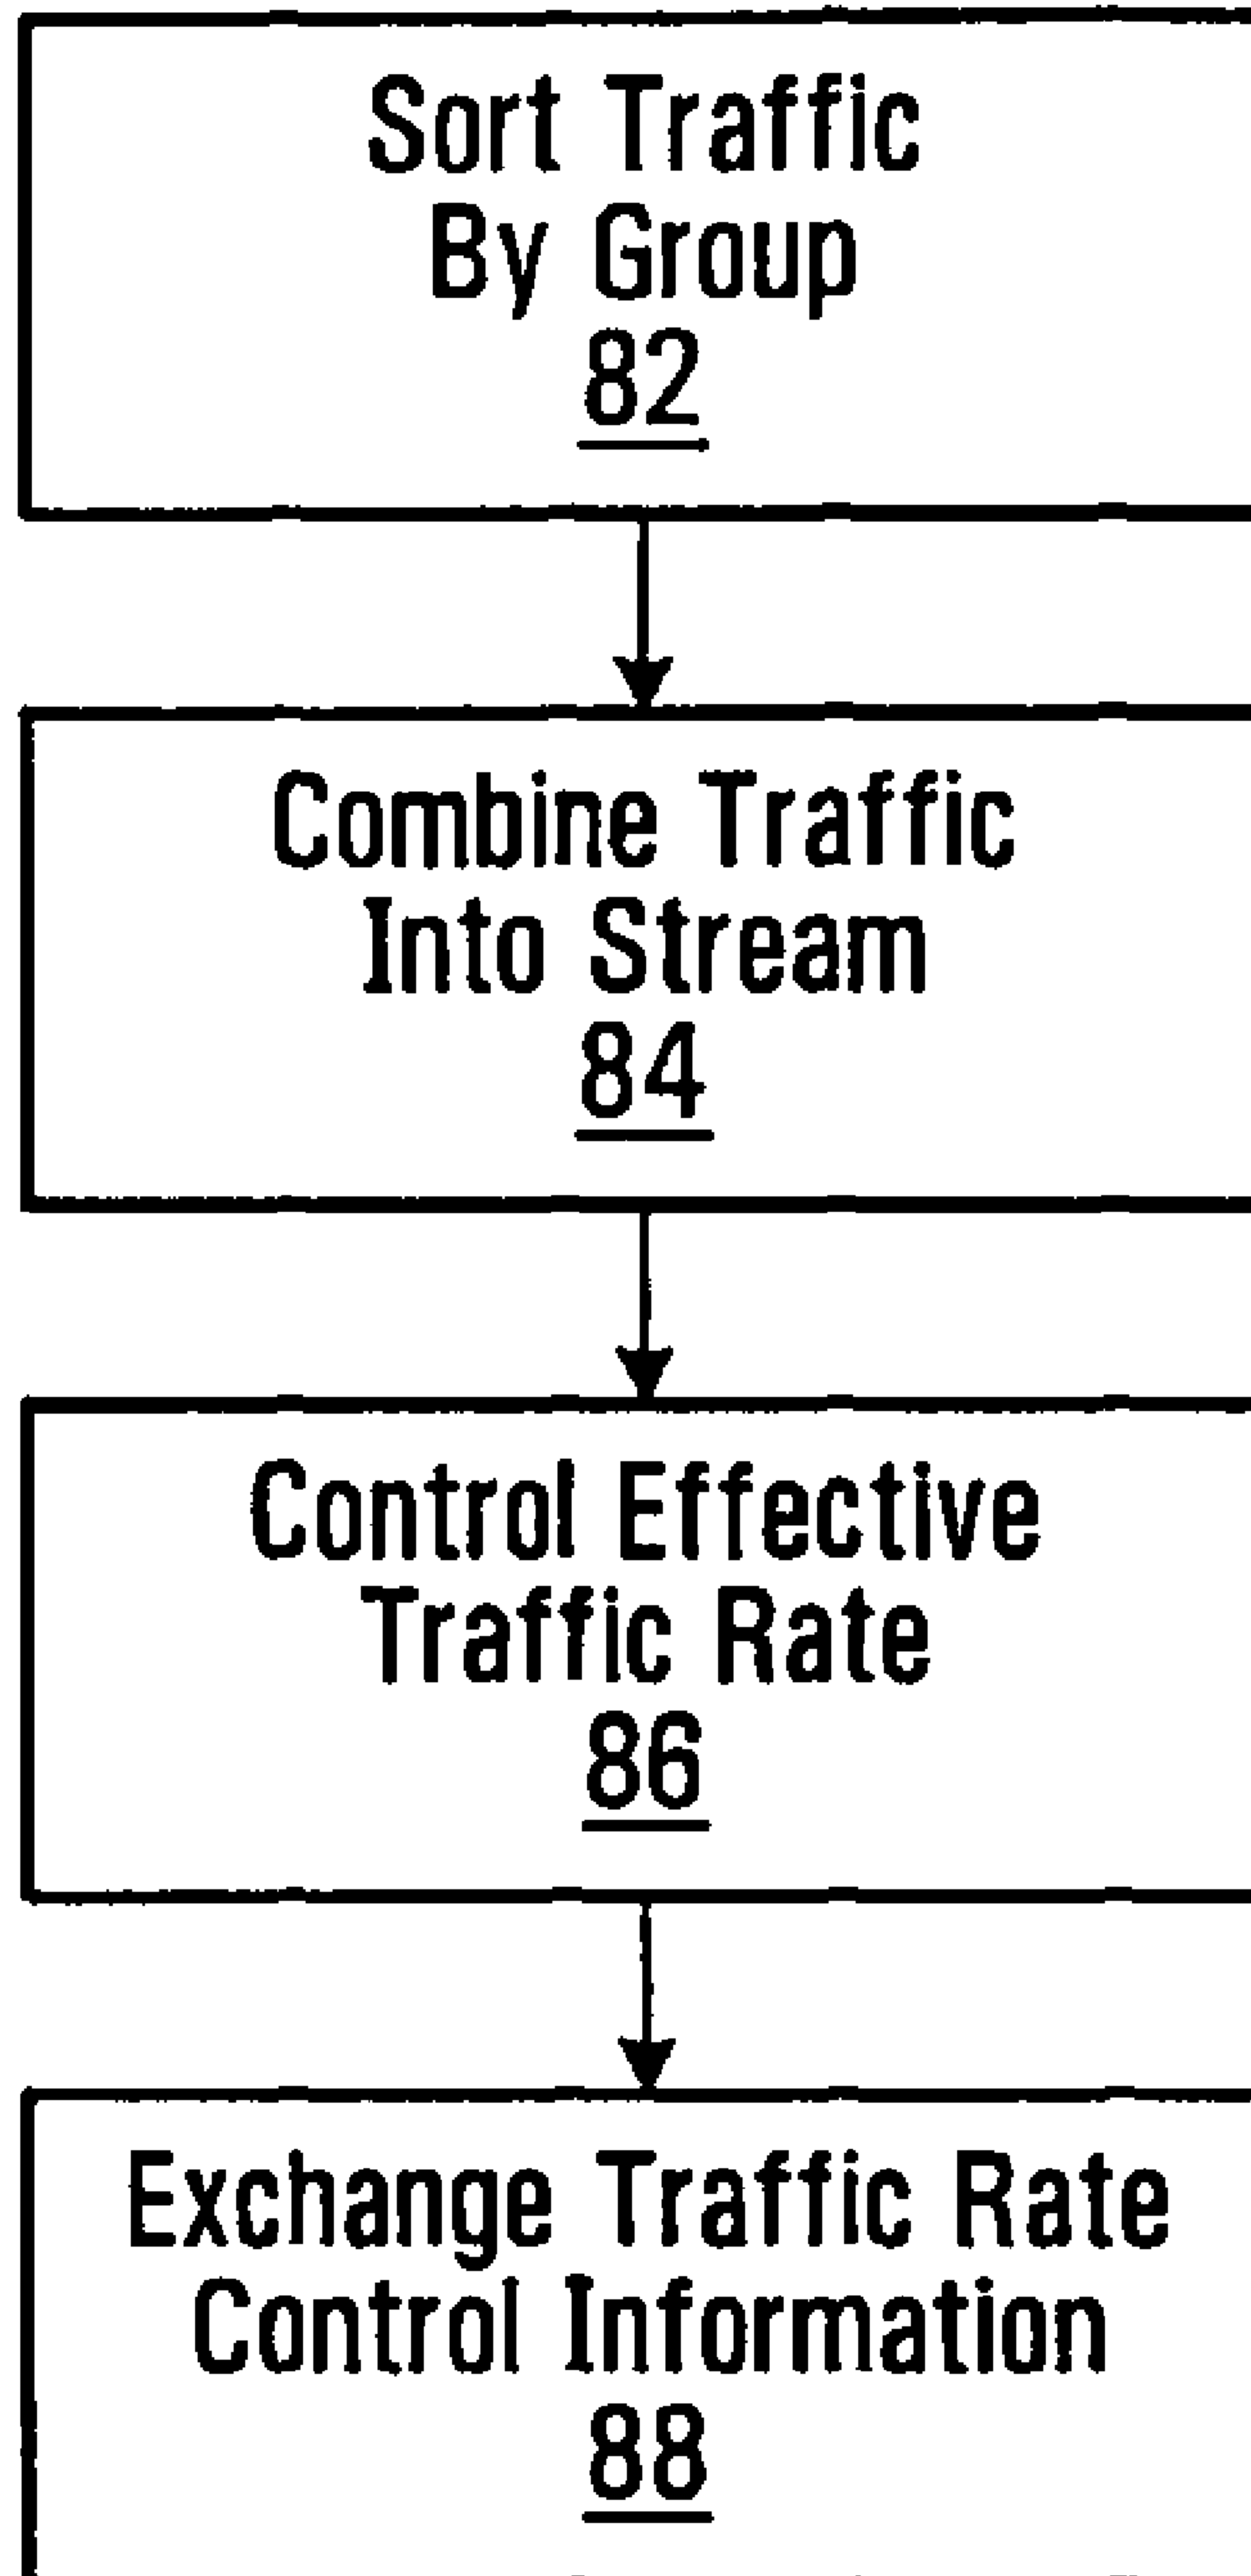 Sort Traffic
By Group
82
Combine Traffic
Into Stream
84
Control Effective
Traffic Rate
86
Exchange Traffic Rate
Control Information
88